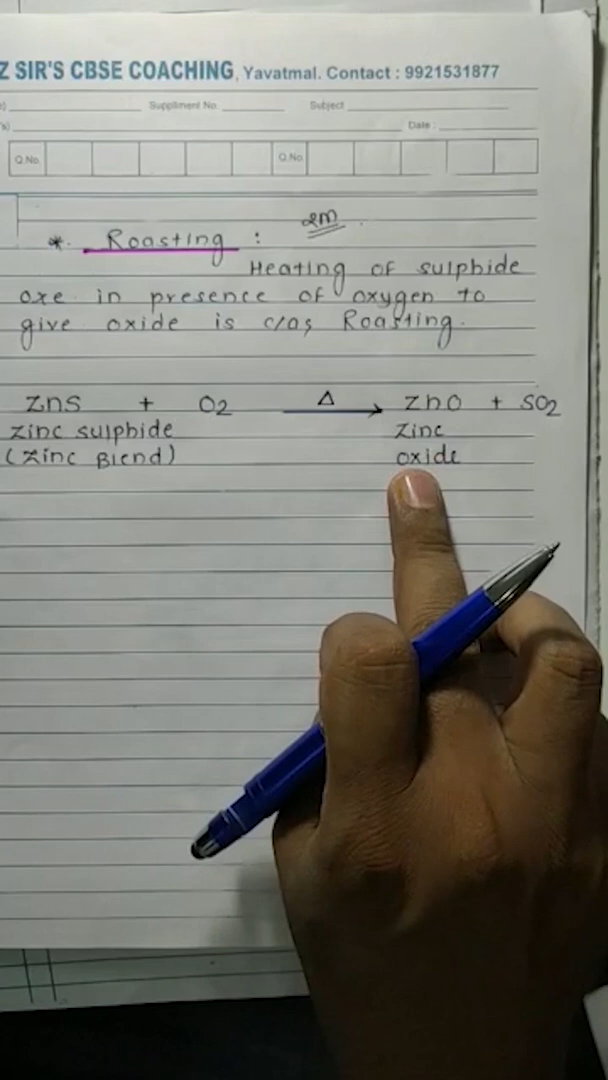 Z SIR'S CBSE COACHING, Yavatmal. Contact : 9921531877
Suppliment No. Subject
Date :
Q.No. Q.No.
* Roasting : 2m
Heating of sulphide
ore in presence of oxygen to
give oxide is c/as Roasting.
ZnS + O2 Δ → ZnO + SO2
Zinc sulphide Zinc
(Zinc Blend) oxide